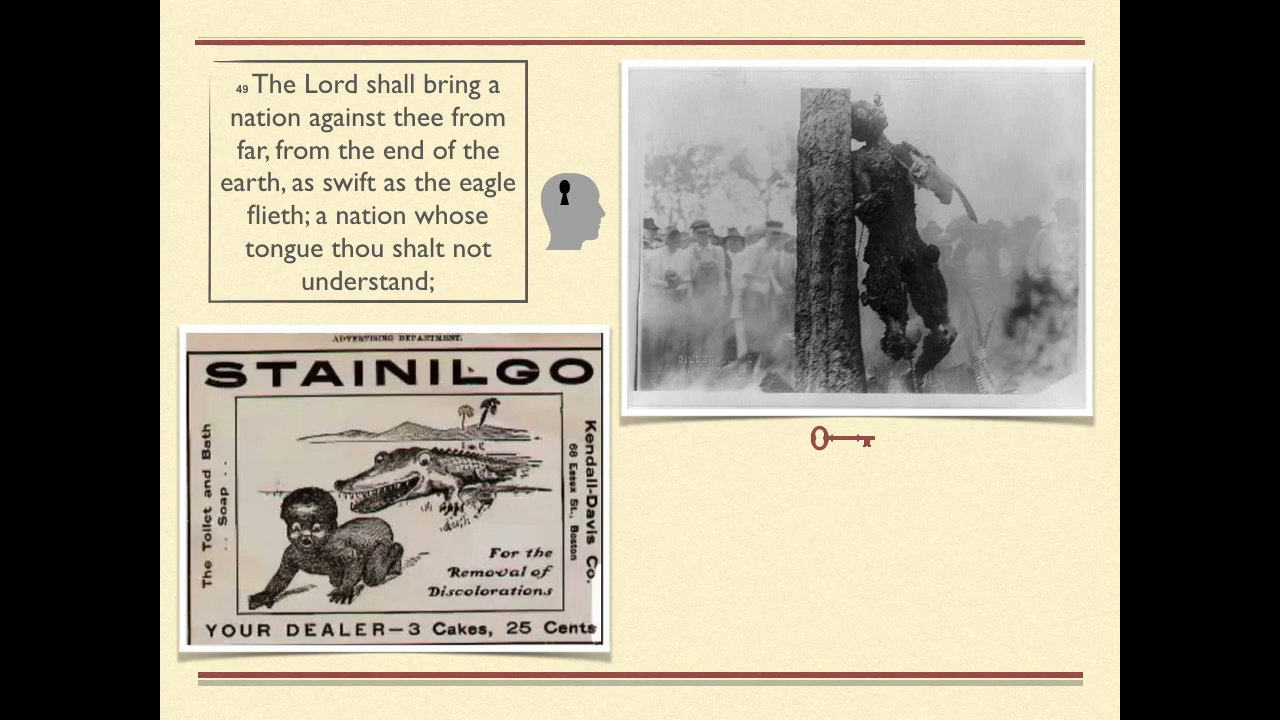 49 The Lord shall bring a
nation against thee from
far, from the end of the
earth, as swift as the eagle
flieth; a nation whose
tongue thou shalt not
understand;
ADVERTISING DEPARTMENT.
STAINILGO
The Toilet and Bath
.. Soap ..
Kendall-Davis Co.
66 Essex St., Boston
For the
Removal of
Discolorations
YOUR DEALER—3 Cakes, 25 Cents